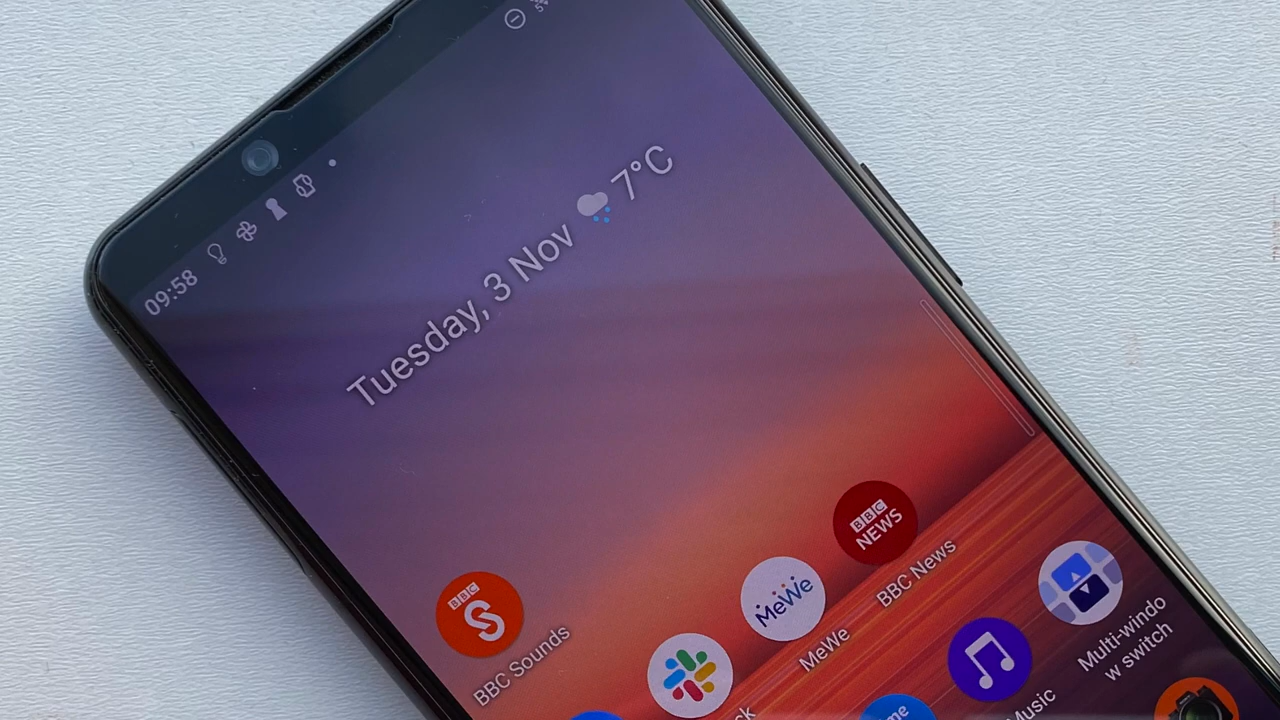 09:58
Tuesday, 3 Nov 7°C
BBC
NEWS
BBC News
BBC
S
BBC Sounds
MeWe
MeWe
Multi-windo
w switch
Music